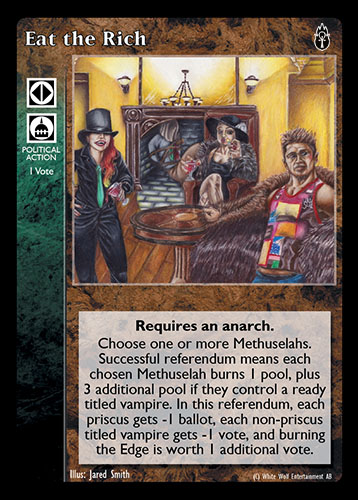 Eat the Rich
POLITICAL
ACTION
1 Vote
Requires an anarch.
Choose one or more Methuselahs.
Successful referendum means each
chosen Methuselah burns 1 pool, plus
3 additional pool if they control a ready
titled vampire. In this referendum, each
priscus gets -1 ballot, each non-priscus
titled vampire gets -1 vote, and burning
the Edge is worth 1 additional vote.
Illus: Jared Smith
(C) White Wolf Entertainment AB